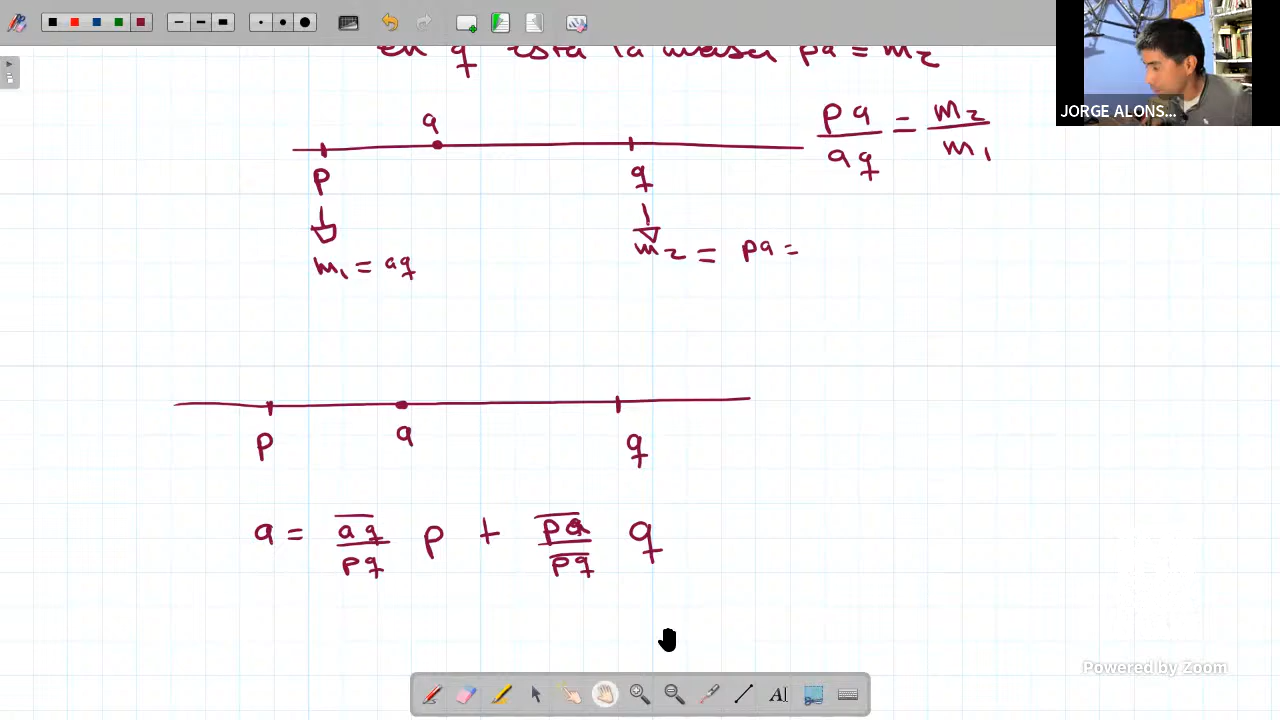 en q está la masa pa = m2
JORGE ALONS...
a
pa/aq = m2/m1
p q
m1 = aq
m2 = pa =
p a q
a = aq/pq p + pa/pq q
AI
Powered by Zoom